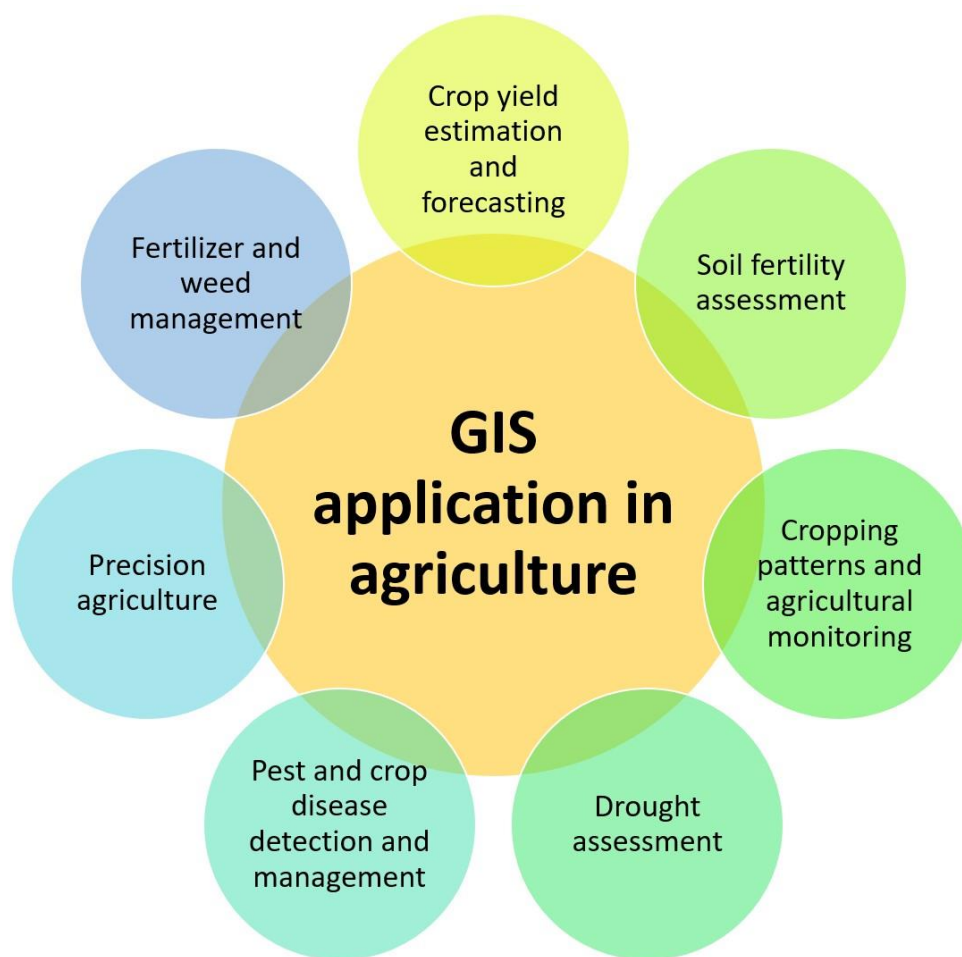 Crop yield
estimation
and
forecasting
Soil fertility
assessment
Cropping
patterns and
agricultural
monitoring
Drought
assessment
Pest and crop
disease
detection and
management
Precision
agriculture
Fertilizer and
weed
management
GIS
application in
agriculture